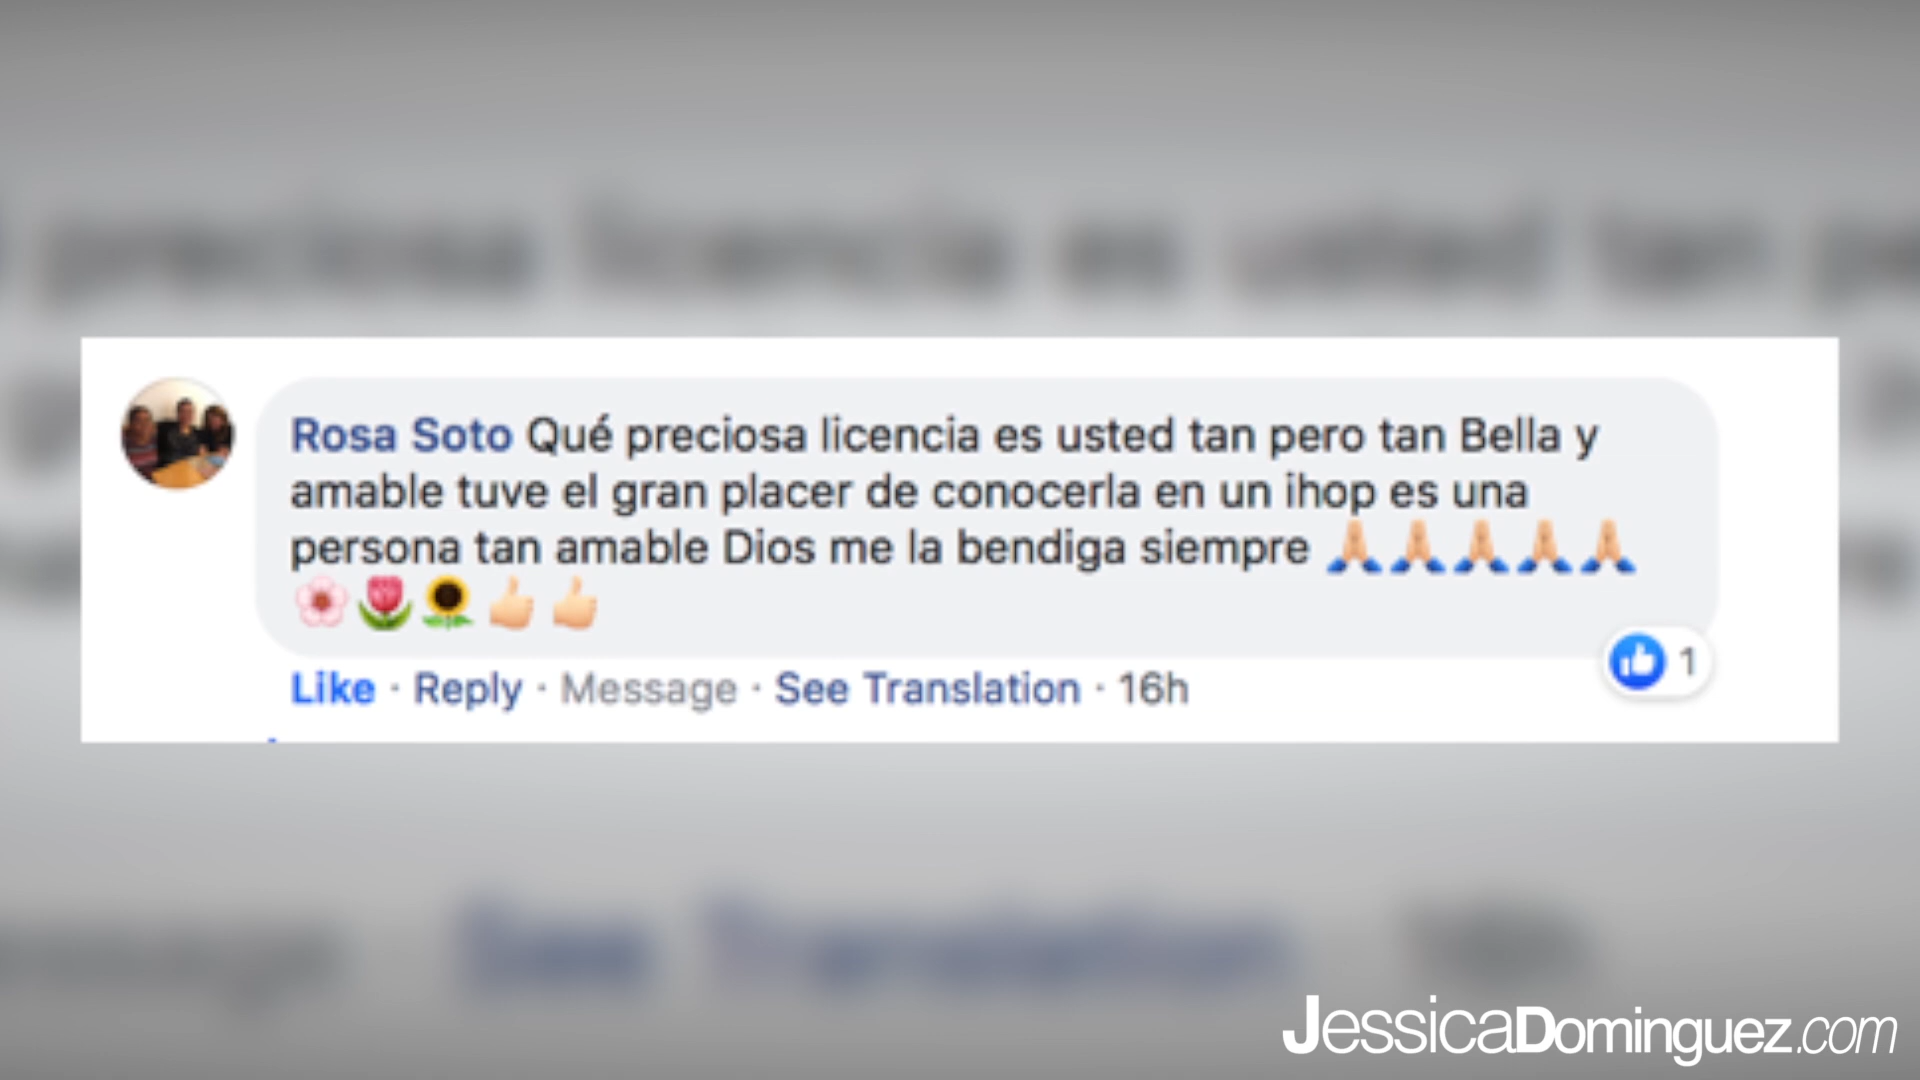 Rosa Soto Qué preciosa licencia es usted tan pero tan Bella y
amable tuve el gran placer de conocerla en un ihop es una
persona tan amable Dios me la bendiga siempre 🙏🏻🙏🏻🙏🏻🙏🏻🙏🏻
🌸🌷🌻👍🏻👍🏻
1
Like · Reply · Message · See Translation · 16h
JessicaDominguez.com